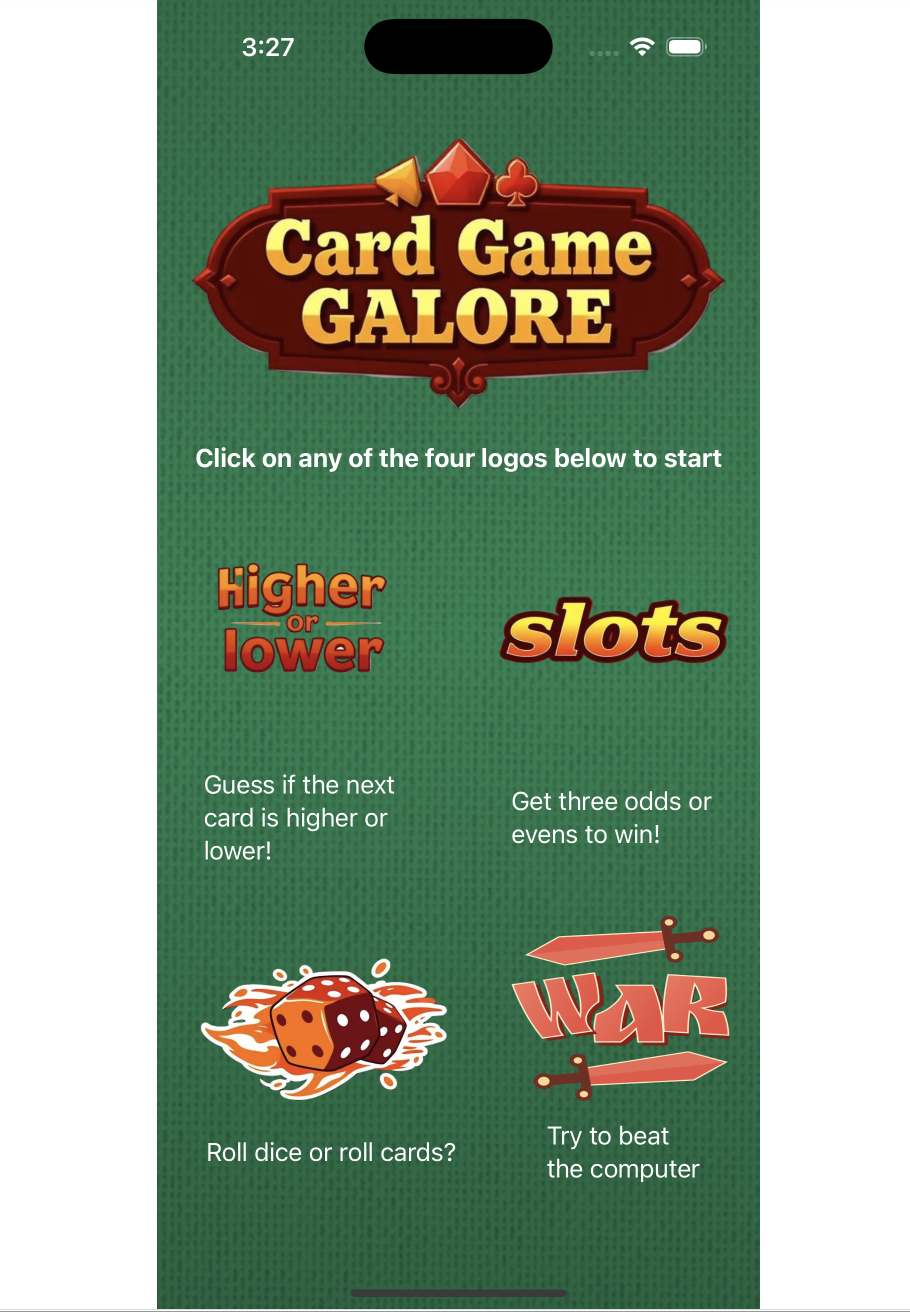 3:27
Card Game
GALORE
Click on any of the four logos below to start
Higher
or
lower
slots
Guess if the next
card is higher or
lower!
Get three odds or
evens to win!
WAR
Roll dice or roll cards?
Try to beat
the computer